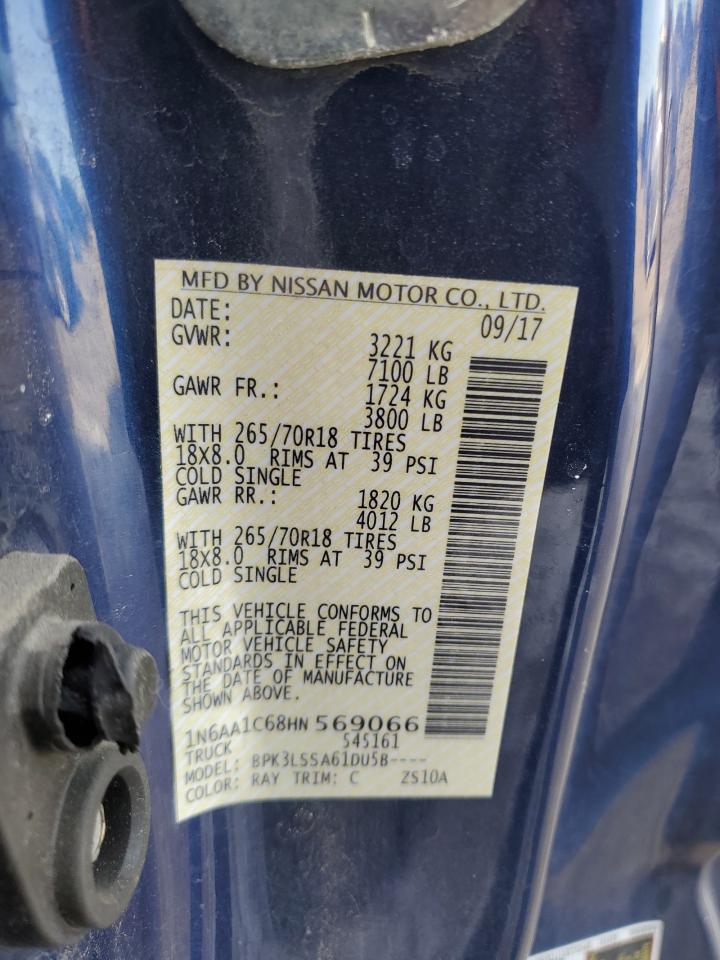 MFD BY NISSAN MOTOR CO., LTD.
DATE: 09/17
GVWR: 3221 KG
7100 LB
GAWR FR.: 1724 KG
3800 LB
WITH 265/70R18 TIRES
18X8.0 RIMS AT 39 PSI
COLD SINGLE
GAWR RR.: 1820 KG
4012 LB
WITH 265/70R18 TIRES
18X8.0 RIMS AT 39 PSI
COLD SINGLE
THIS VEHICLE CONFORMS TO
ALL APPLICABLE FEDERAL
MOTOR VEHICLE SAFETY
STANDARDS IN EFFECT ON
THE DATE OF MANUFACTURE
SHOWN ABOVE.
1N6AA1C68HN 569066
TRUCK 545161
MODEL: BPK3LSSA61DU5B----
COLOR: RAY TRIM: C ZS10A